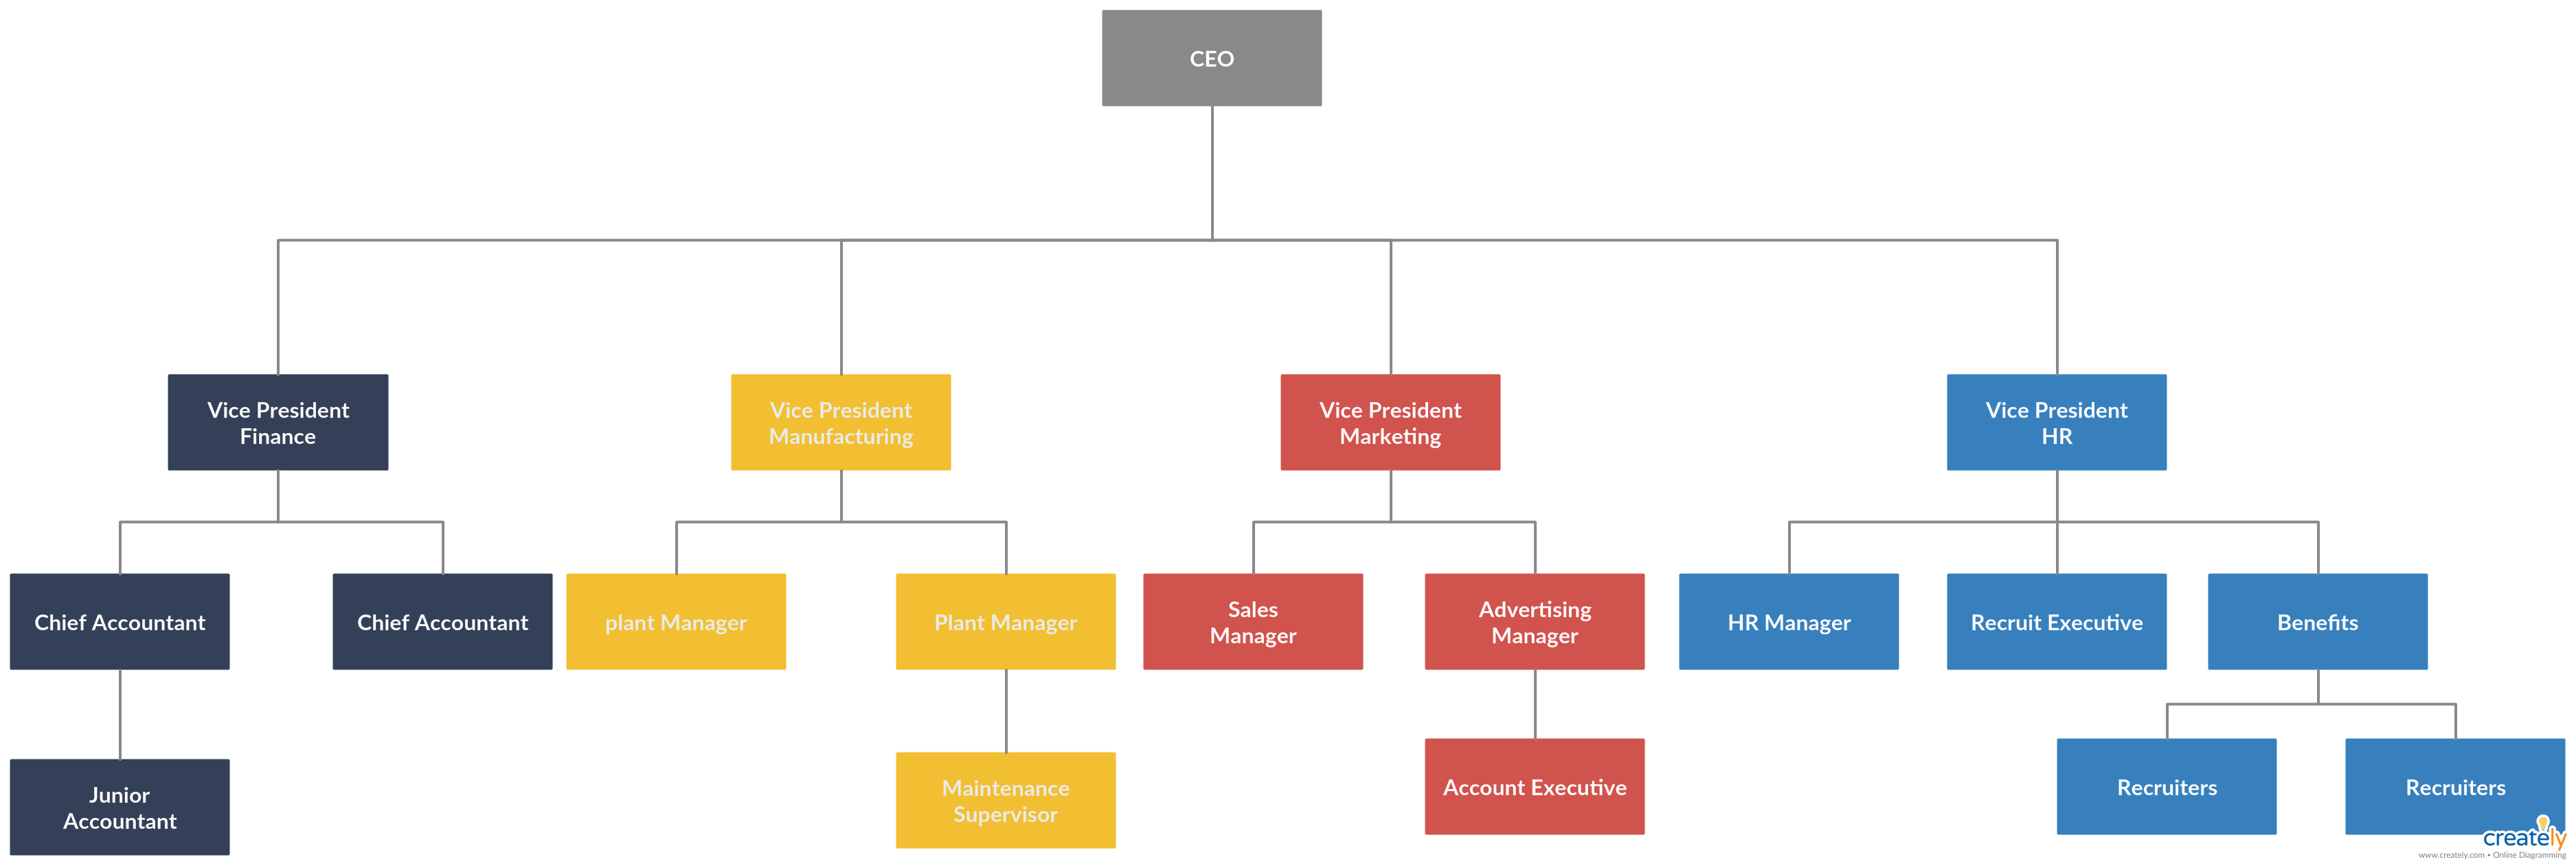 CEO
Vice President
Finance
Vice President
Manufacturing
Vice President
Marketing
Vice President
HR
Chief Accountant
Chief Accountant
plant Manager
Plant Manager
Sales
Manager
Advertising
Manager
HR Manager
Recruit Executive
Benefits
Junior
Accountant
Maintenance
Supervisor
Account Executive
Recruiters
Recruiters
creately
www.creately.com • Online Diagramming